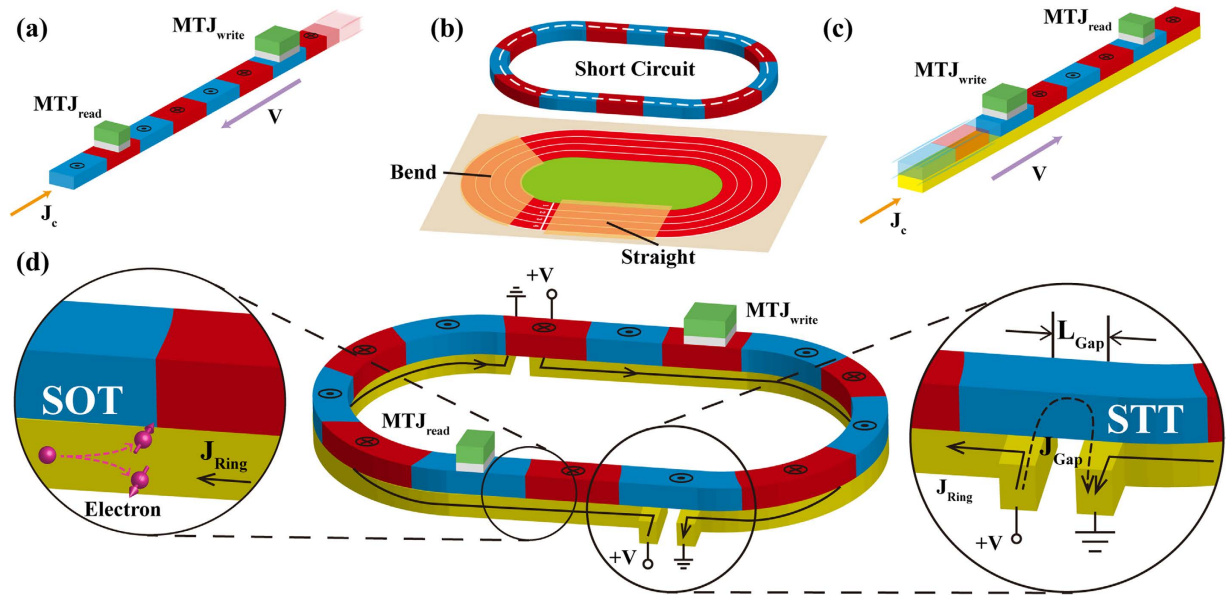 (a)
MTJwrite
MTJread
V
Jc
(b)
Short Circuit
Bend
Straight
(c)
MTJread
MTJwrite
V
Jc
(d)
+V
MTJwrite
MTJread
+V
SOT
JRing
Electron
LGap
STT
JGap
JRing
+V